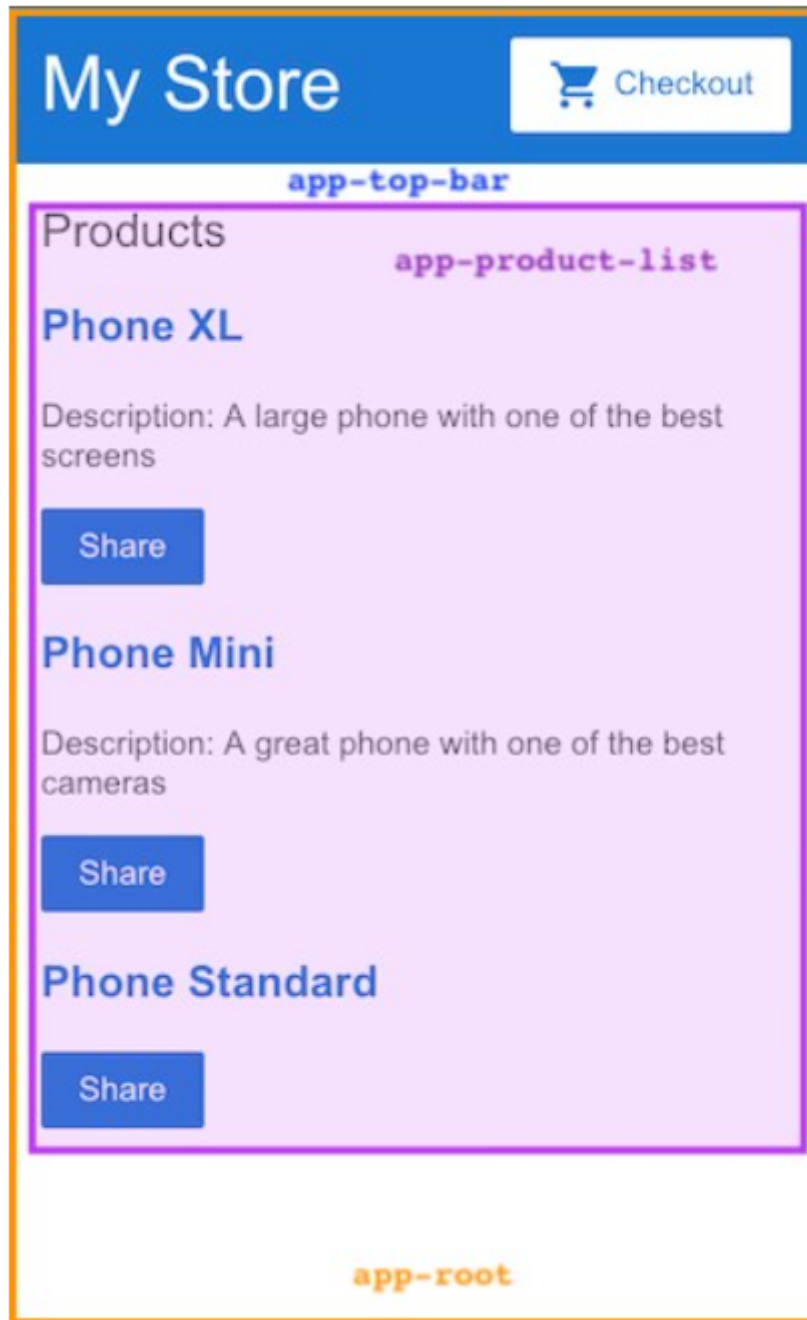 My Store
Checkout
app-top-bar
Products
app-product-list
Phone XL
Description: A large phone with one of the best
screens
Share
Phone Mini
Description: A great phone with one of the best
cameras
Share
Phone Standard
Share
app-root